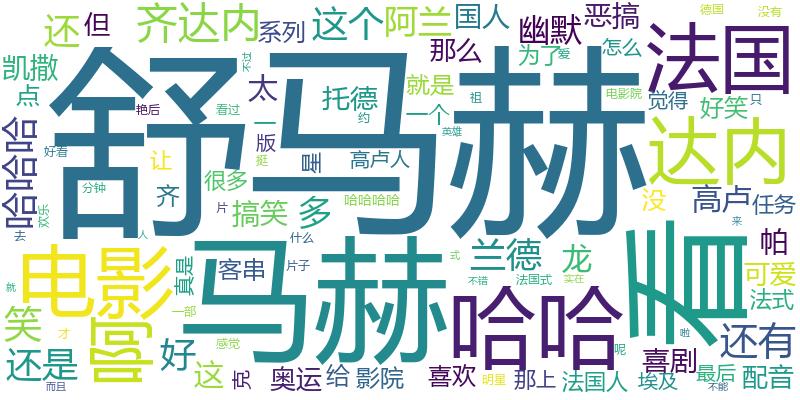 还
但
齐达内
系列
这个
阿兰
国人
幽默
恶搞
德国
没有
凯撒
点
太
那么
为了
爱
怎么
法国
不过
就是
托德
祖
电影院
觉得
只
艳后
看过
约
一个
好笑
舒马赫
哈哈哈
一
版
英雄
达内
好看
让
星
高卢人
挺
很多
分钟
齐
哈哈哈哈
没
高卢
任务
欢乐
片
搞笑
多
去
人
什么
来
电影
真是
马赫
兰德
龙
看
帕
客串
片子
式
可爱
不错
法国式
实在
法式
就
笑
啊
一部
哈哈
才
好
感觉
呢
啦
还有
还是
这
克
奥运
给
影院
喜欢
明星
那上
喜剧
法国人
埃及
最后
配音
而且
不能